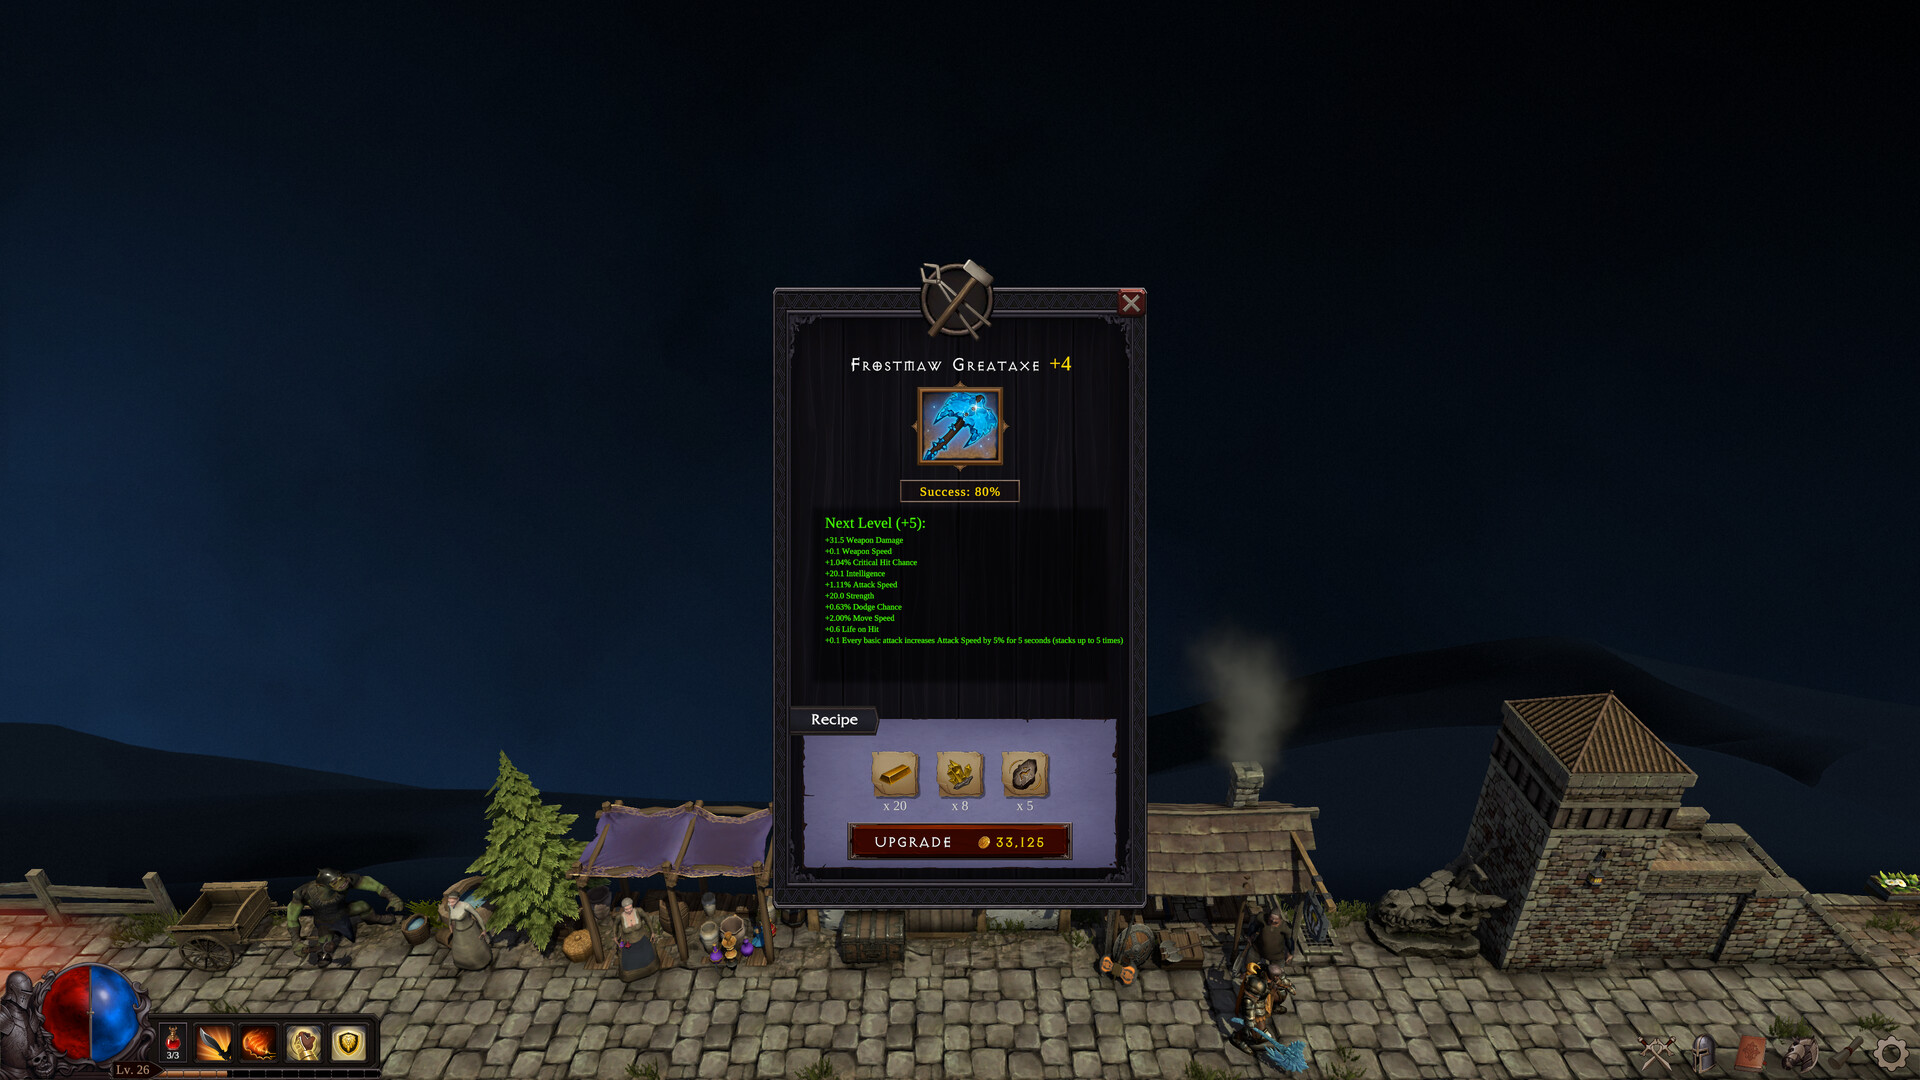 Frostmaw Greataxe +4
Success: 80%
Next Level (+5):
+31.5 Weapon Damage
+0.1 Weapon Speed
+1.04% Critical Hit Chance
+20.1 Intelligence
+1.11% Attack Speed
+20.0 Strength
+0.63% Dodge Chance
+2.00% Move Speed
+0.6 Life on Hit
+0.1 Every basic attack increases Attack Speed by 5% for 5 seconds (stacks up to 5 times)
Recipe
x 20 x 8 x 5
UPGRADE 33,125
3/3
Lv. 26